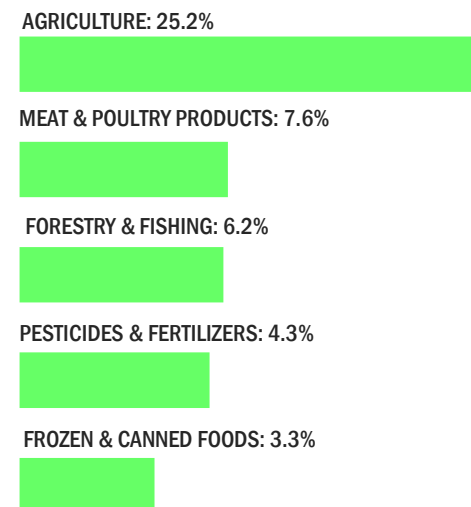 AGRICULTURE: 25.2%
MEAT & POULTRY PRODUCTS: 7.6%
FORESTRY & FISHING: 6.2%
PESTICIDES & FERTILIZERS: 4.3%
FROZEN & CANNED FOODS: 3.3%